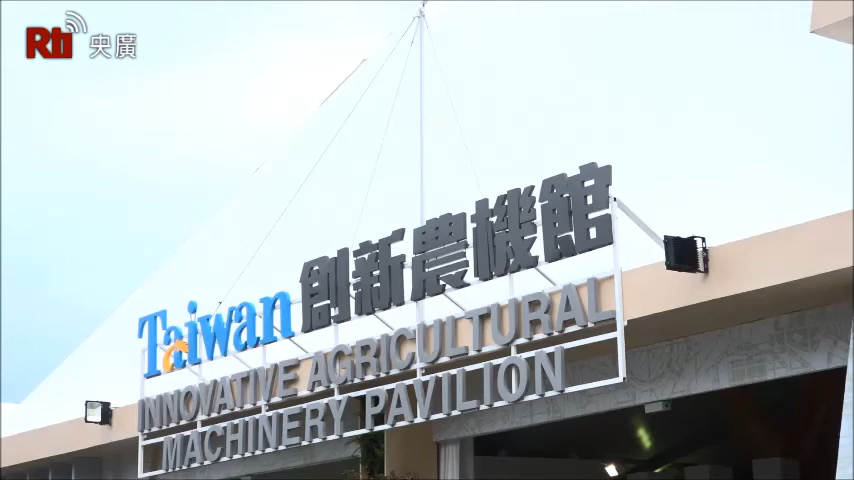 Rti 央廣
Taiwan 創新農機館
INNOVATIVE AGRICULTURAL
MACHINERY PAVILION